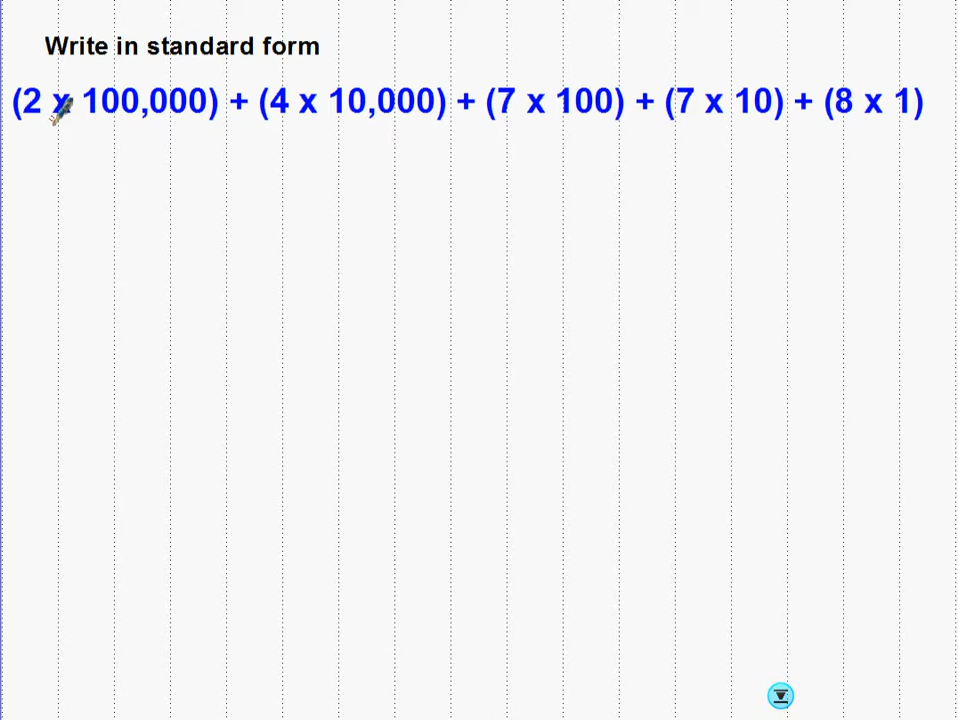 Write in standard form
(2 x 100,000) + (4 x 10,000) + (7 x 100) + (7 x 10) + (8 x 1)